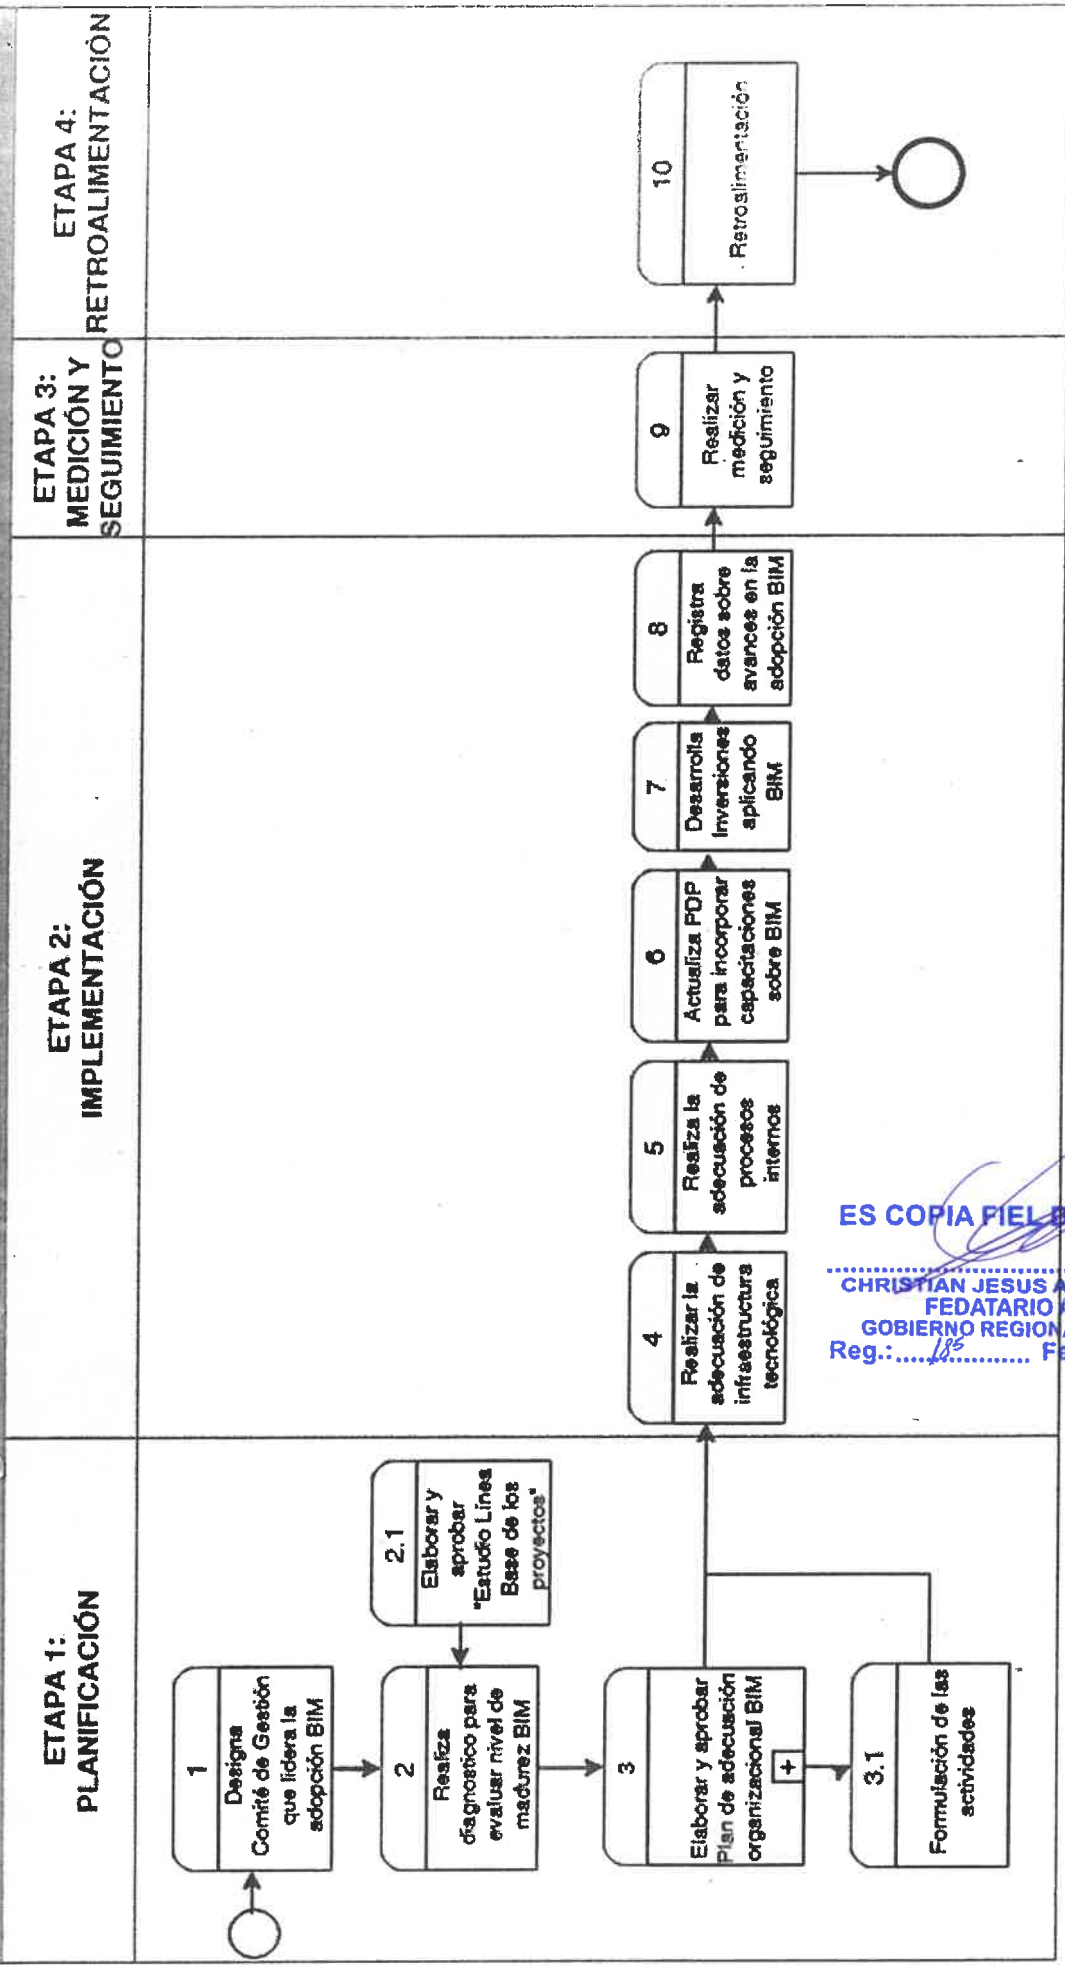 ETAPA 1:
PLANIFICACIÓN
ETAPA 2:
IMPLEMENTACIÓN
ETAPA 3:
MEDICIÓN Y
SEGUIMIENTO
ETAPA 4:
RETROALIMENTACIÓN
1
Designa
Comité de Gestión
que lidera la
adopción BIM
2
Realiza
diagnostico para
evaluar nivel de
madurez BIM
2.1
Elaborar y
aprobar
"Estudio Línea
Base de los
proyectos"
3
Elaborar y aprobar
Plan de adecuación
organizacional BIM
+
3.1
Formulación de las
actividades
4
Realizar la
adecuación de
infraestructura
tecnológica
5
Realiza la
adecuación de
procesos
internos
6
Actualiza PDP
para incorporar
capacitaciones
sobre BIM
7
Desarrolla
inversiones
aplicando
BIM
8
Registra
datos sobre
avances en la
adopción BIM
9
Realizar
medición y
seguimiento
10
Retroalimentación
ES COPIA FIEL
CHRISTIAN JESUS A
FEDATARIO A
GOBIERNO REGION
Reg.: 185 Fe